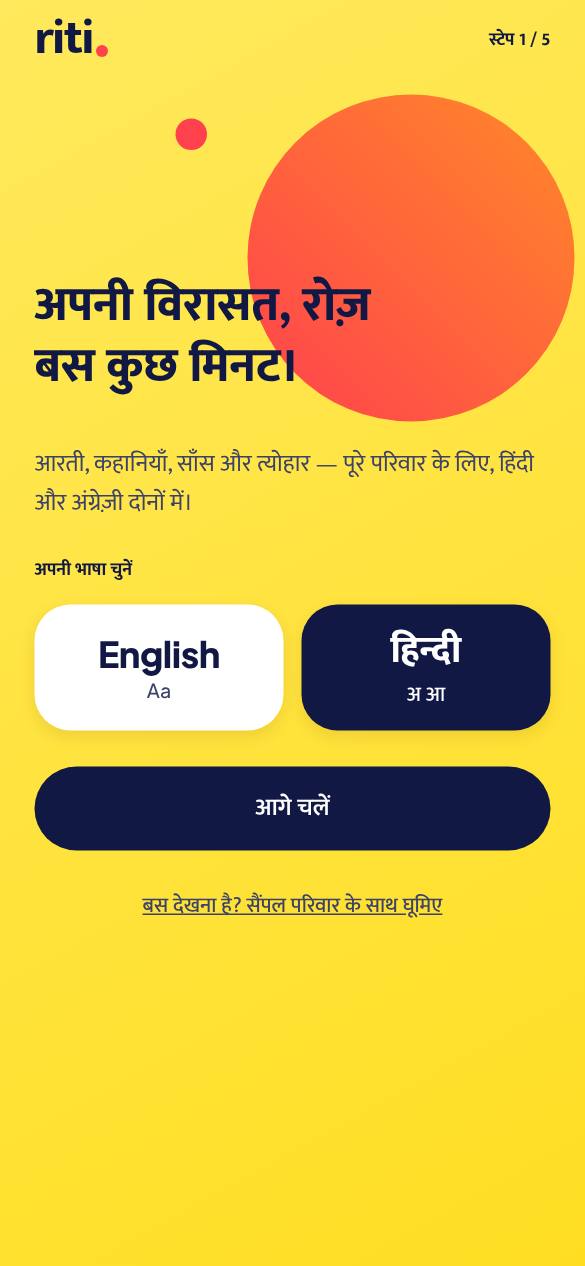 riti.
स्टेप 1 / 5
अपनी विरासत, रोज़
बस कुछ मिनट।
आरती, कहानियाँ, साँस और त्योहार — पूरे परिवार के लिए, हिंदी
और अंग्रेज़ी दोनों में।
अपनी भाषा चुनें
English
Aa
हिन्दी
अ आ
आगे चलें
बस देखना है? सैंपल परिवार के साथ घूमिए